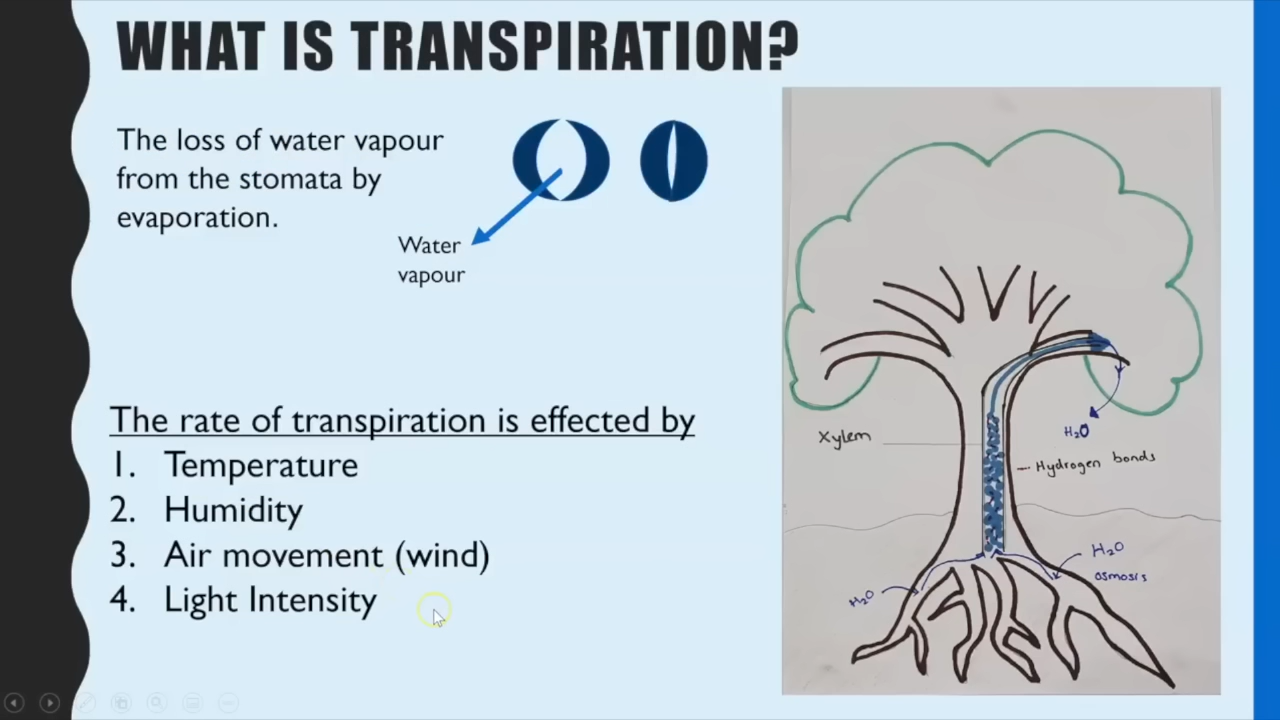 WHAT IS TRANSPIRATION?
The loss of water vapour
from the stomata by
evaporation.
Water
vapour
The rate of transpiration is effected by
1. Temperature
2. Humidity
3. Air movement (wind)
4. Light Intensity
H₂O
Xylem
Hydrogen bonds
H₂O
osmosis
H₂O